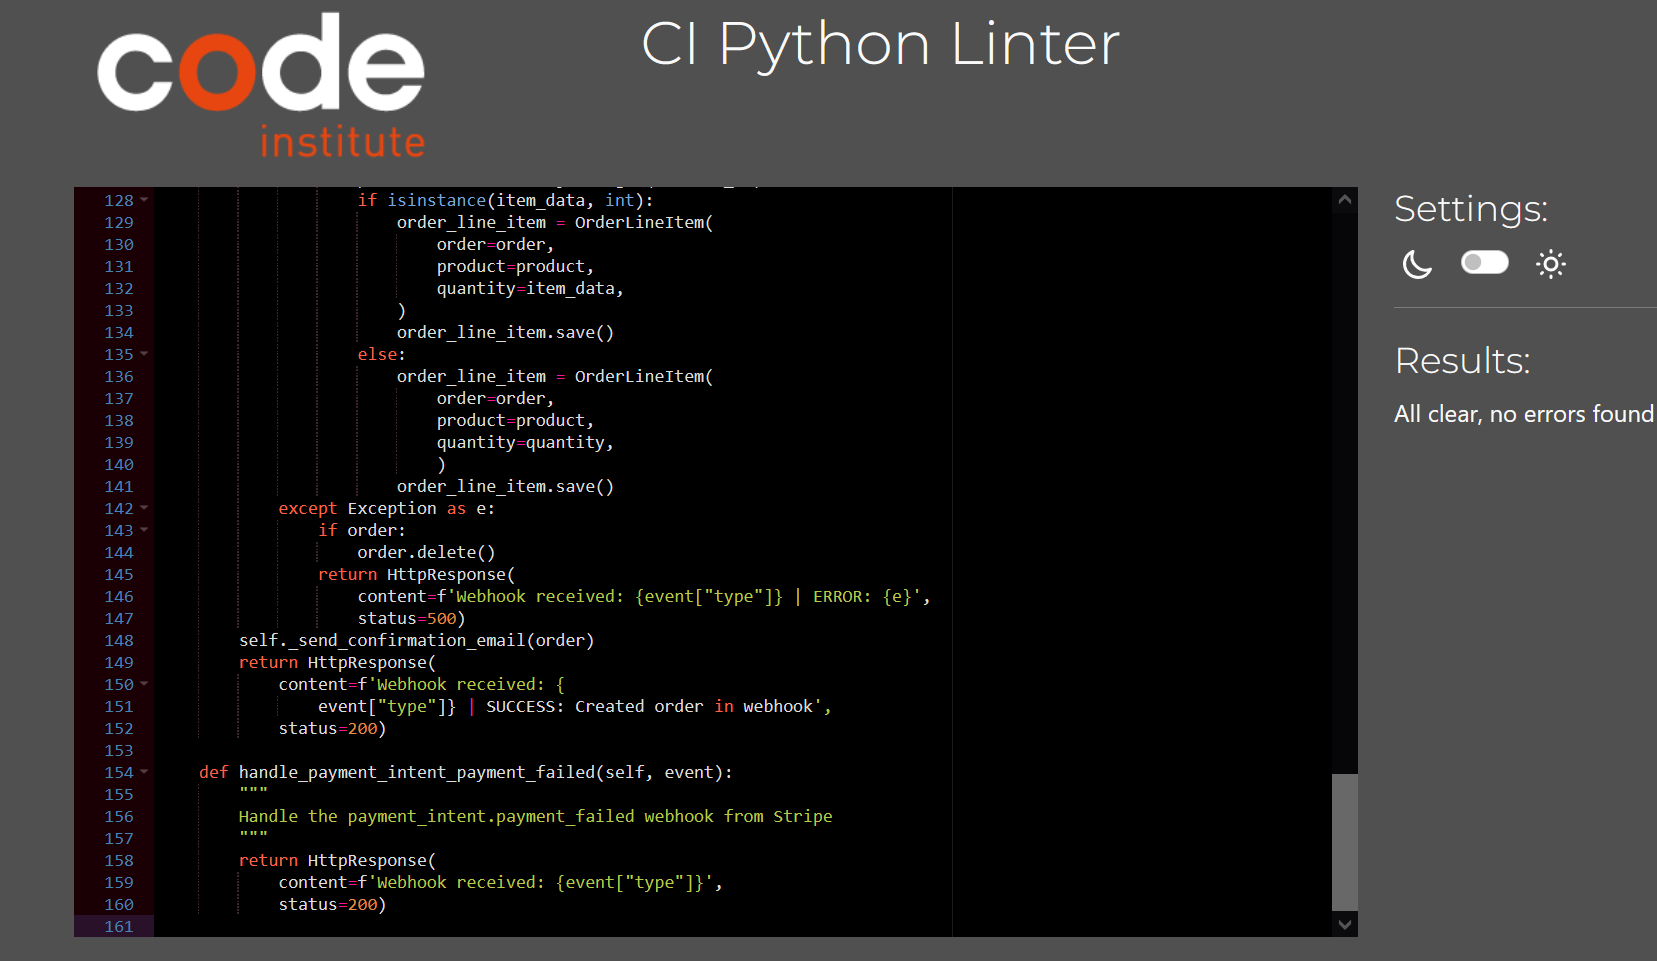 code
institute
CI Python Linter
128 if isinstance(item_data, int):
129 order_line_item = OrderLineItem(
130 order=order,
131 product=product,
132 quantity=item_data,
133 )
134 order_line_item.save()
135 else:
136 order_line_item = OrderLineItem(
137 order=order,
138 product=product,
139 quantity=quantity,
140 )
141 order_line_item.save()
142 except Exception as e:
143 if order:
144 order.delete()
145 return HttpResponse(
146 content=f'Webhook received: {event["type"]} | ERROR: {e}',
147 status=500)
148 self._send_confirmation_email(order)
149 return HttpResponse(
150 content=f'Webhook received: {
151 event["type"]} | SUCCESS: Created order in webhook',
152 status=200)
153
154 def handle_payment_intent_payment_failed(self, event):
155 """
156 Handle the payment_intent.payment_failed webhook from Stripe
157 """
158 return HttpResponse(
159 content=f'Webhook received: {event["type"]}',
160 status=200)
161
Settings:
Results:
All clear, no errors found